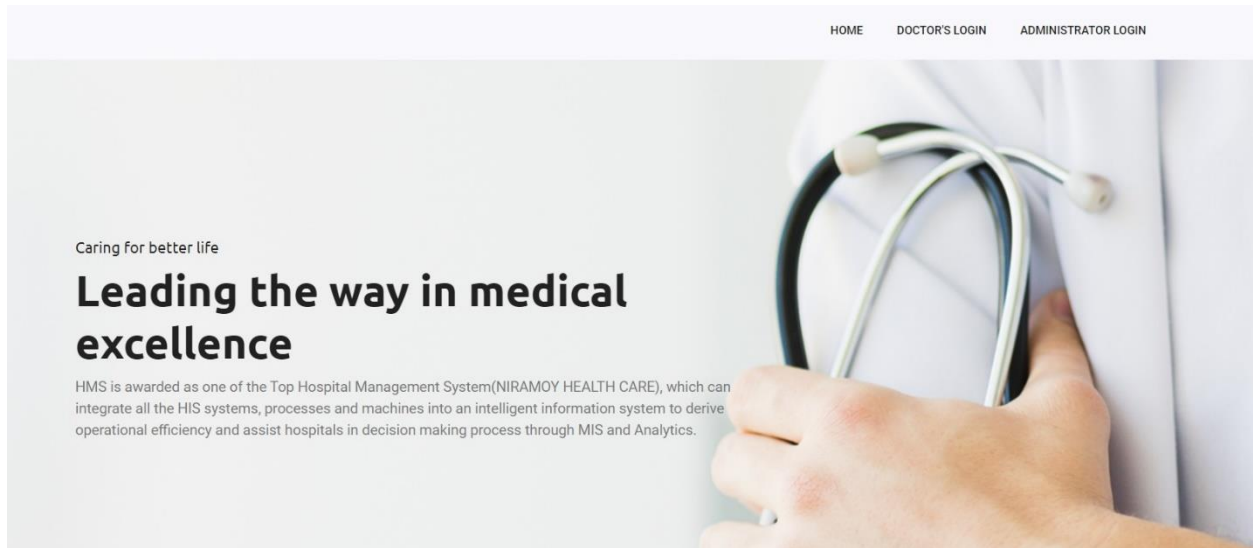 HOME DOCTOR'S LOGIN ADMINISTRATOR LOGIN
Caring for better life
Leading the way in medical
excellence
HMS is awarded as one of the Top Hospital Management System(NIRAMOY HEALTH CARE), which can
integrate all the HIS systems, processes and machines into an intelligent information system to derive
operational efficiency and assist hospitals in decision making process through MIS and Analytics.